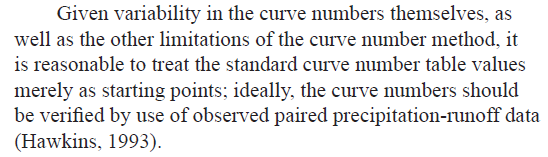 Given variability in the curve numbers themselves, as
well as the other limitations of the curve number method, it
is reasonable to treat the standard curve number table values
merely as starting points; ideally, the curve numbers should
be verified by use of observed paired precipitation-runoff data
(Hawkins, 1993).